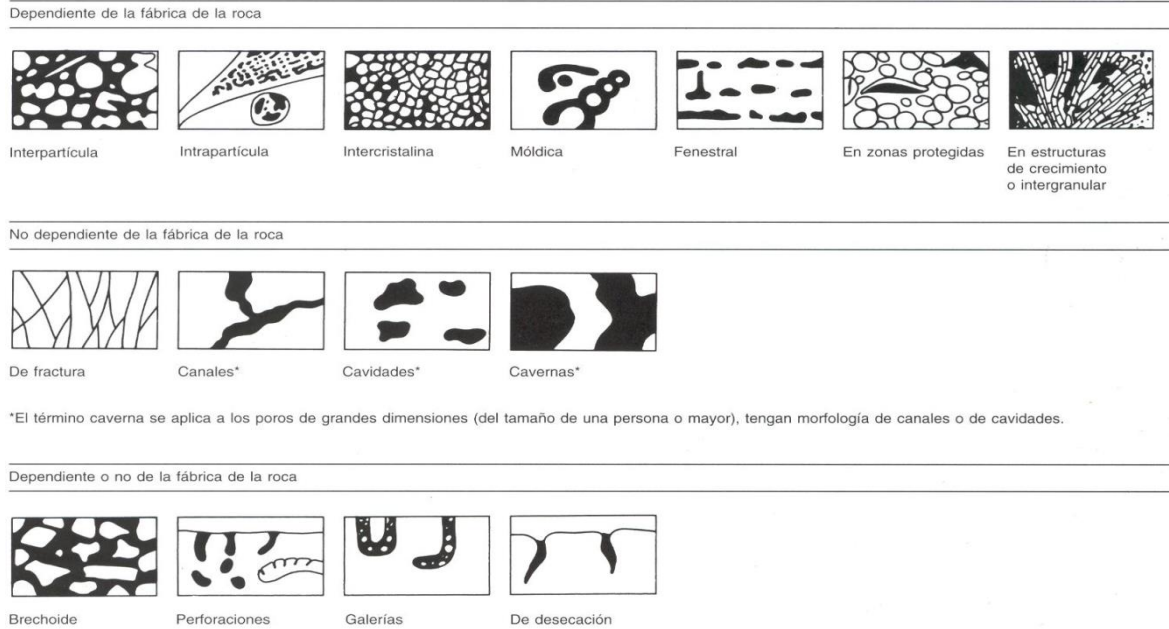 Dependiente de la fábrica de la roca
Interpartícula
Intrapartícula
Intercristalina
Móldica
Fenestral
En zonas protegidas
En estructuras
de crecimiento
o intergranular
No dependiente de la fábrica de la roca
De fractura
Canales*
Cavidades*
Cavernas*
*El término caverna se aplica a los poros de grandes dimensiones (del tamaño de una persona o mayor), tengan morfología de canales o de cavidades.
Dependiente o no de la fábrica de la roca
Brechoide
Perforaciones
Galerías
De desecación